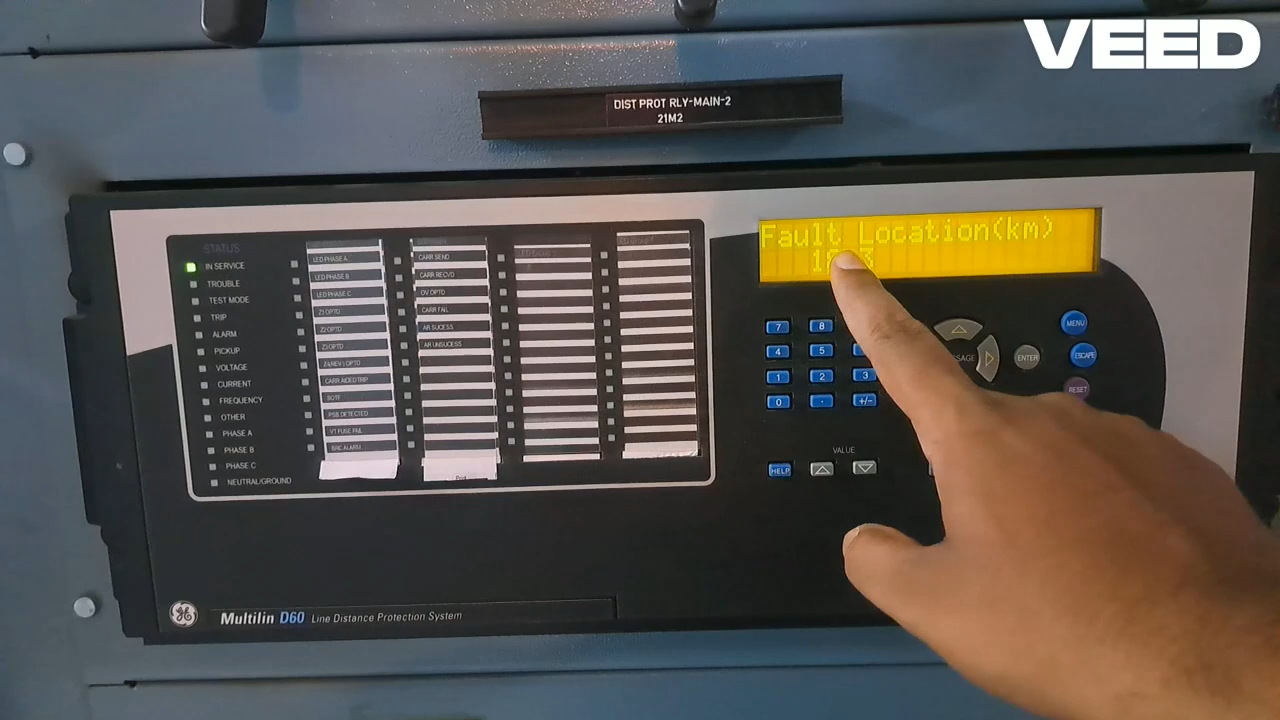 VEED
DIST PROT RLY-MAIN-2
21M2
Fault Location(km)
STATUS
IN SERVICE
TROUBLE
TEST MODE
TRIP
ALARM
PICKUP
VOLTAGE
CURRENT
FREQUENCY
OTHER
PHASE A
PHASE B
PHASE C
NEUTRAL/GROUND
LED PHASE A
LED PHASE B
LED PHASE C
Z1 OPTD
Z2 OPTD
Z3 OPTD
CARR AIDED TRIP
SOTF
PSB DETECTED
VT FUSE FAIL
BRC ALARM
CARR SEND
CARR RECVD
OV OPTD
CARR FAIL
AR SUCESS
AR UNSUCESS
7
8
4
5
1
2
3
0
.
+/-
ENTER
MENU
ESCAPE
RESET
HELP
VALUE
GE
Multilin D60 Line Distance Protection System